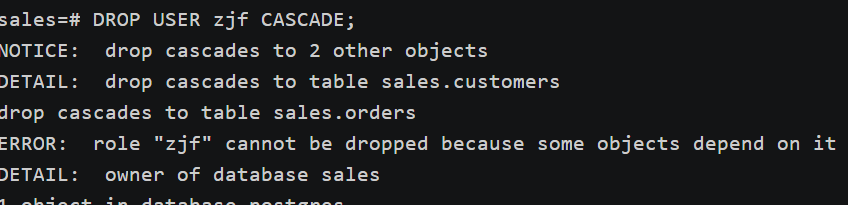 sales=# DROP USER zjf CASCADE;
NOTICE:  drop cascades to 2 other objects
DETAIL:  drop cascades to table sales.customers
drop cascades to table sales.orders
ERROR:  role "zjf" cannot be dropped because some objects depend on it
DETAIL:  owner of database sales
1 object in database postgres